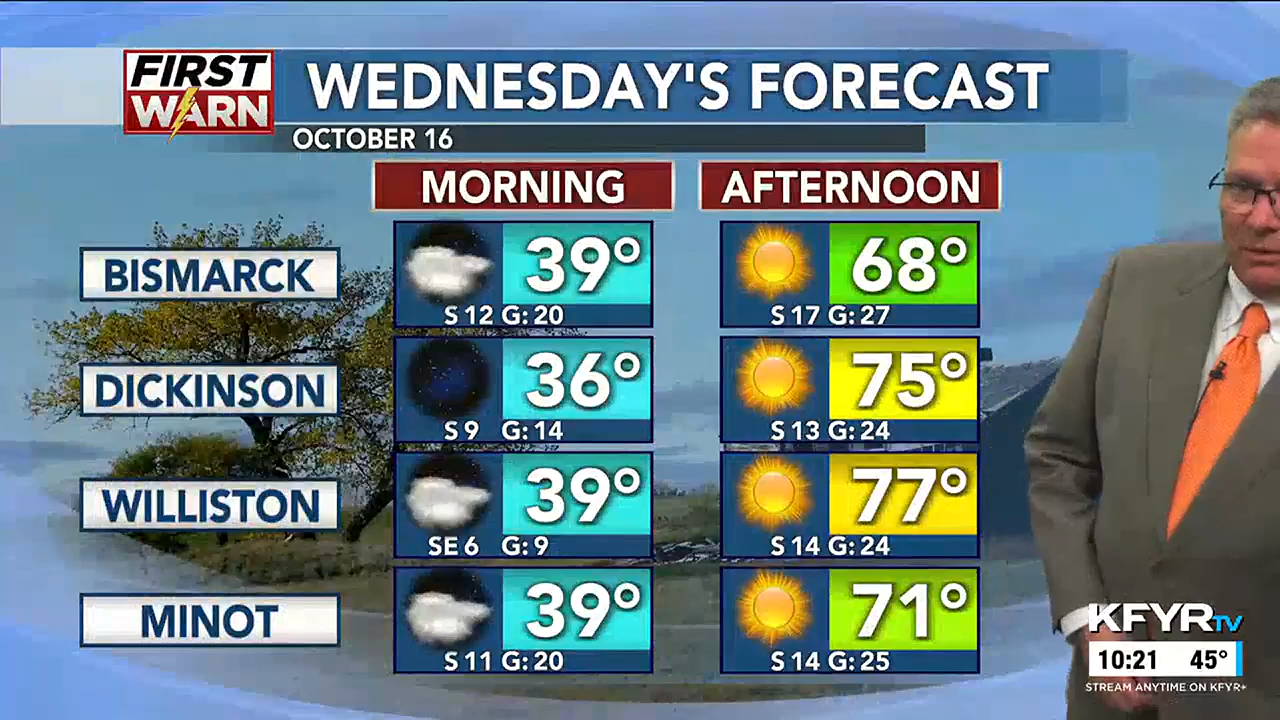 FIRST
WARN
WEDNESDAY'S FORECAST
OCTOBER 16
MORNING AFTERNOON
BISMARCK 39° 68°
S 12 G: 20 S 17 G: 27
DICKINSON 36° 75°
S 9 G: 14 S 13 G: 24
WILLISTON 39° 77°
SE 6 G: 9 S 14 G: 24
MINOT 39° 71°
S 11 G: 20 S 14 G: 25
KFYR TV
10:21 45°
STREAM ANYTIME ON KFYR+